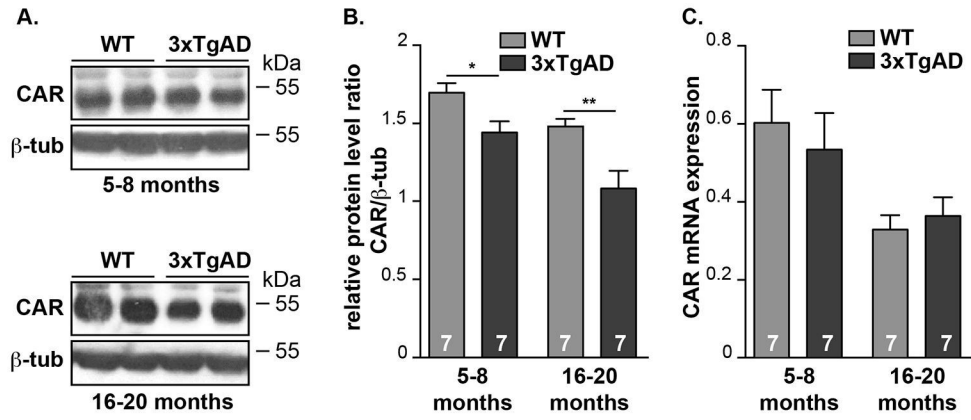 A.
WT 3xTgAD
kDa
CAR
– 55
β-tub
– 55
5-8 months
WT 3xTgAD
kDa
CAR
– 55
β-tub
– 55
16-20 months
B.
relative protein level ratio
CAR/β-tub
2
1.5
1
0.5
0
WT
3xTgAD
*
**
7 7 7 7
5-8
months
16-20
months
C.
CAR mRNA expression
0.8
0.6
0.4
0.2
0
WT
3xTgAD
7 7 7 7
5-8
months
16-20
months